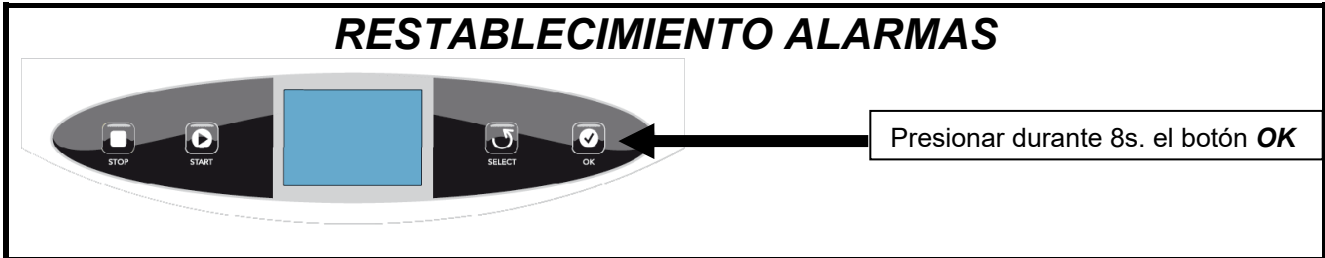 RESTABLECIMIENTO ALARMAS
STOP
START
SELECT
OK
Presionar durante 8s. el botón OK